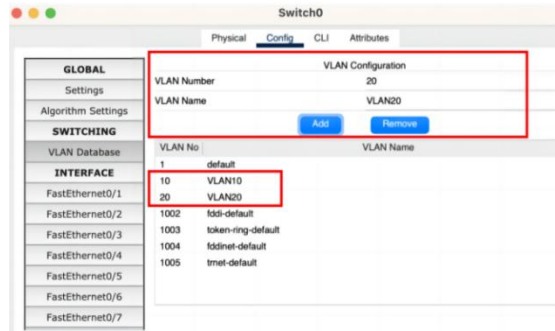 Switch0
Physical Config CLI Attributes
GLOBAL
Settings
Algorithm Settings
SWITCHING
VLAN Database
INTERFACE
FastEthernet0/1
FastEthernet0/2
FastEthernet0/3
FastEthernet0/4
FastEthernet0/5
FastEthernet0/6
FastEthernet0/7
VLAN Configuration
VLAN Number 20
VLAN Name VLAN20
Add Remove
VLAN No VLAN Name
1 default
10 VLAN10
20 VLAN20
1002 fddi-default
1003 token-ring-default
1004 fddinet-default
1005 trnet-default